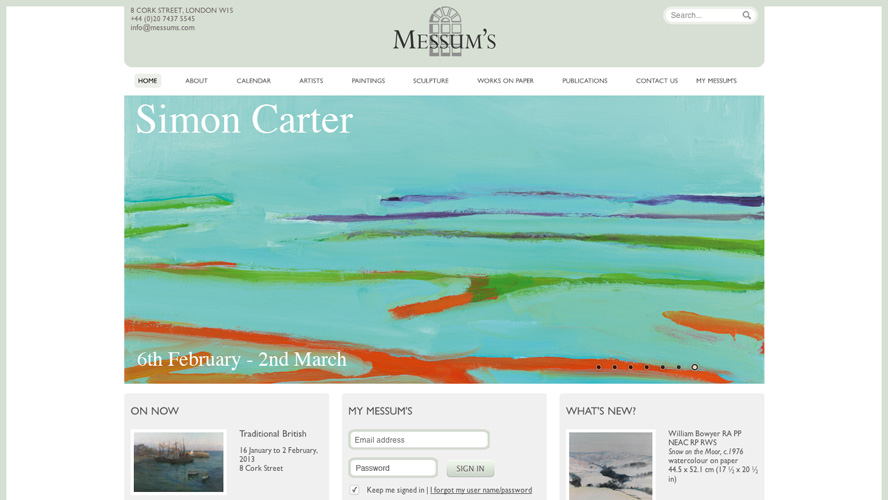 8 CORK STREET, LONDON W1S
+44 (0)20 7437 5545
info@messums.com
MESSUM'S
Search...
HOME ABOUT CALENDAR ARTISTS PAINTINGS SCULPTURE WORKS ON PAPER PUBLICATIONS CONTACT US MY MESSUM'S
Simon Carter
6th February - 2nd March
ON NOW
Traditional British
16 January to 2 February,
2013
8 Cork Street
MY MESSUM'S
Email address
Password
SIGN IN
Keep me signed in | I forgot my user name/password
WHAT'S NEW?
William Bowyer RA PP
NEAC RP RWS
Snow on the Moor, c.1976
watercolour on paper
44.5 x 52.1 cm (17 ½ x 20 ½
in)